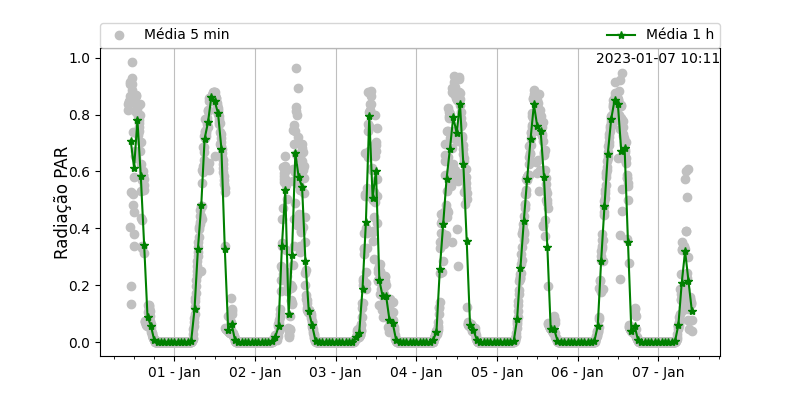 Média 5 min
Média 1 h
2023-01-07 10:11
Radiação PAR
1.0
0.8
0.6
0.4
0.2
0.0
01 - Jan
02 - Jan
03 - Jan
04 - Jan
05 - Jan
06 - Jan
07 - Jan